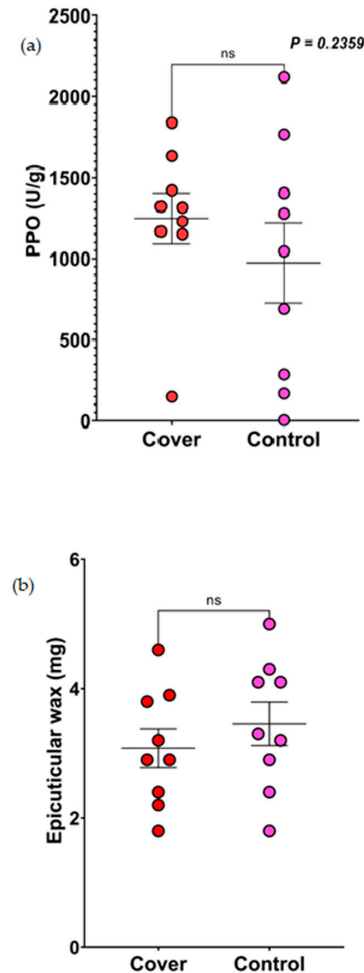 (a)
2500
ns
P = 0.2359
2000
1500
1000
500
0
PPO (U/g)
Cover
Control
(b)
6
ns
4
2
0
Epicuticular wax (mg)
Cover
Control